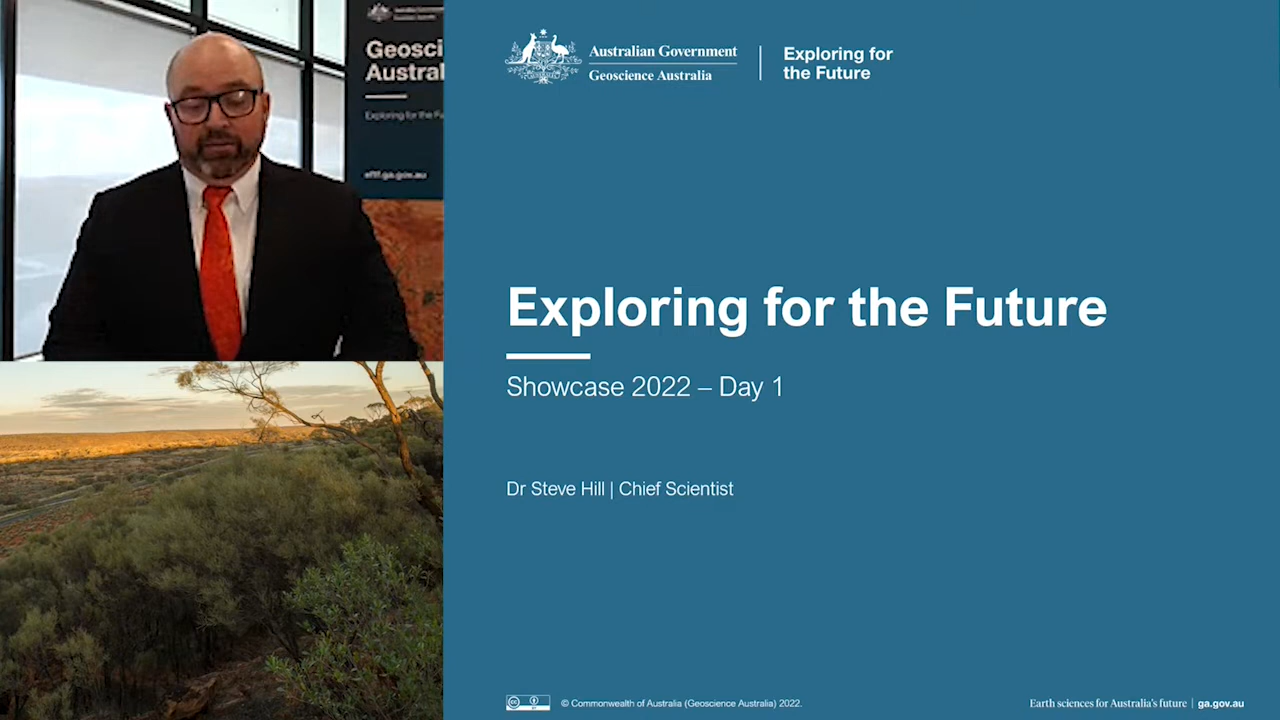 Geosci
Austral
Exploring for the Fu
eftf.ga.gov.au
Australian Government
Geoscience Australia
Exploring for
the Future
Exploring for the Future
Showcase 2022 – Day 1
Dr Steve Hill | Chief Scientist
© Commonwealth of Australia (Geoscience Australia) 2022.
Earth sciences for Australia's future | ga.gov.au